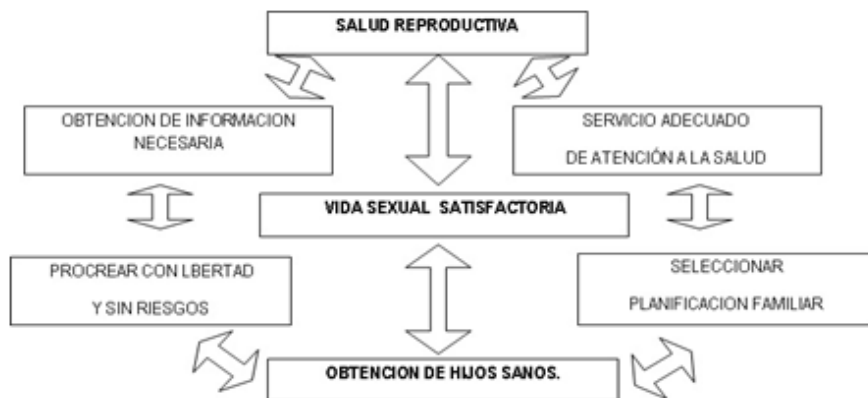 SALUD REPRODUCTIVA
OBTENCION DE INFORMACION
NECESARIA
SERVICIO ADECUADO
DE ATENCIÓN A LA SALUD
VIDA SEXUAL SATISFACTORIA
PROCREAR CON LBERTAD
Y SIN RIESGOS
SELECCIONAR
PLANIFICACION FAMILIAR
OBTENCION DE HIJOS SANOS.